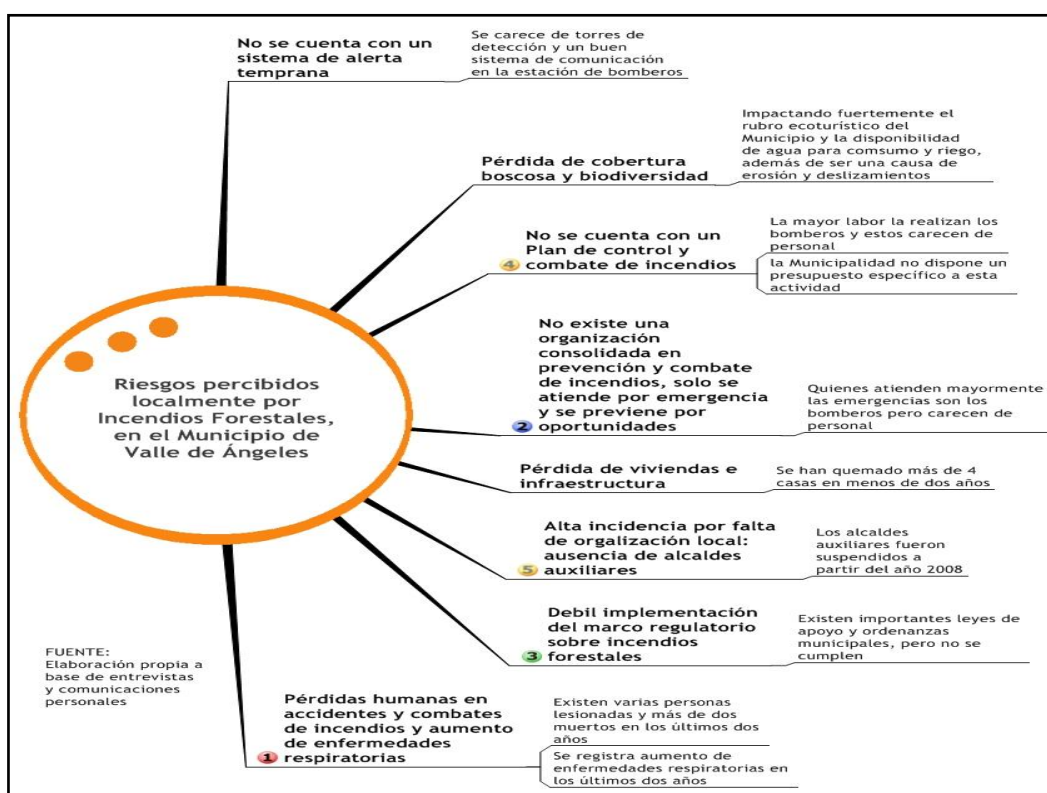 No se cuenta con un
sistema de alerta
temprana
Se carece de torres de
detección y un buen
sistema de comunicación
en la estación de bomberos
Pérdida de cobertura
boscosa y biodiversidad
Impactando fuertemente el
rubro ecoturístico del
Municipio y la disponibilidad
de agua para comsumo y riego,
además de ser una causa de
erosión y deslizamientos
No se cuenta con un
Plan de control y
4 combate de incendios
La mayor labor la realizan los
bomberos y estos carecen de
personal
la Municipalidad no dispone un
presupuesto específico a esta
actividad
No existe una
organización
consolidada en
prevención y combate
de incendios, solo se
atiende por emergencia
y se previene por
2 oportunidades
Quienes atienden mayormente
las emergencias son los
bomberos pero carecen de
personal
Riesgos percibidos
localmente por
Incendios Forestales,
en el Municipio de
Valle de Ángeles
Pérdida de viviendas e
infraestructura
Se han quemado más de 4
casas en menos de dos años
Alta incidencia por falta
de orgalización local:
ausencia de alcaldes
5 auxiliares
Los alcaldes
auxiliares fueron
suspendidos a
partir del año 2008
Debil implementación
del marco regulatorio
sobre incendios
3 forestales
Existen importantes leyes de
apoyo y ordenanzas
municipales, pero no se
cumplen
FUENTE:
Elaboración propia a
base de entrevistas
y comunicaciones
personales
Pérdidas humanas en
accidentes y combates
de incendios y aumento
de enfermedades
1 respiratorias
Existen varias personas
lesionadas y más de dos
muertos en los últimos dos
años
Se registra aumento de
enfermedades respiratorias en
los últimos dos años